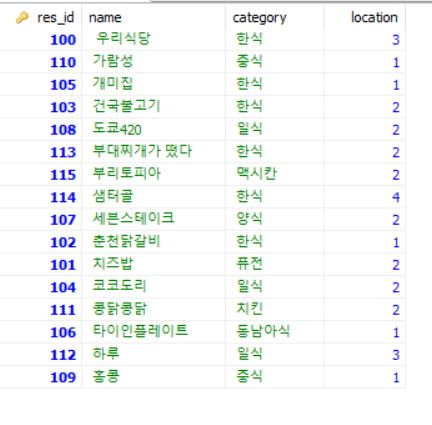 res_id name category location
100 우리식당 한식 3
110 가람성 중식 1
105 개미집 한식 1
103 건국불고기 한식 2
108 도쿄420 일식 2
113 부대찌개가 떴다 한식 2
115 부리토피아 멕시칸 2
114 샘터골 한식 4
107 세븐스테이크 양식 2
102 춘천닭갈비 한식 1
101 치즈밥 퓨전 2
104 코코도리 일식 2
111 콩닭콩닭 치킨 2
106 타이인플레이트 동남아식 1
112 하루 일식 3
109 홍콩 중식 1